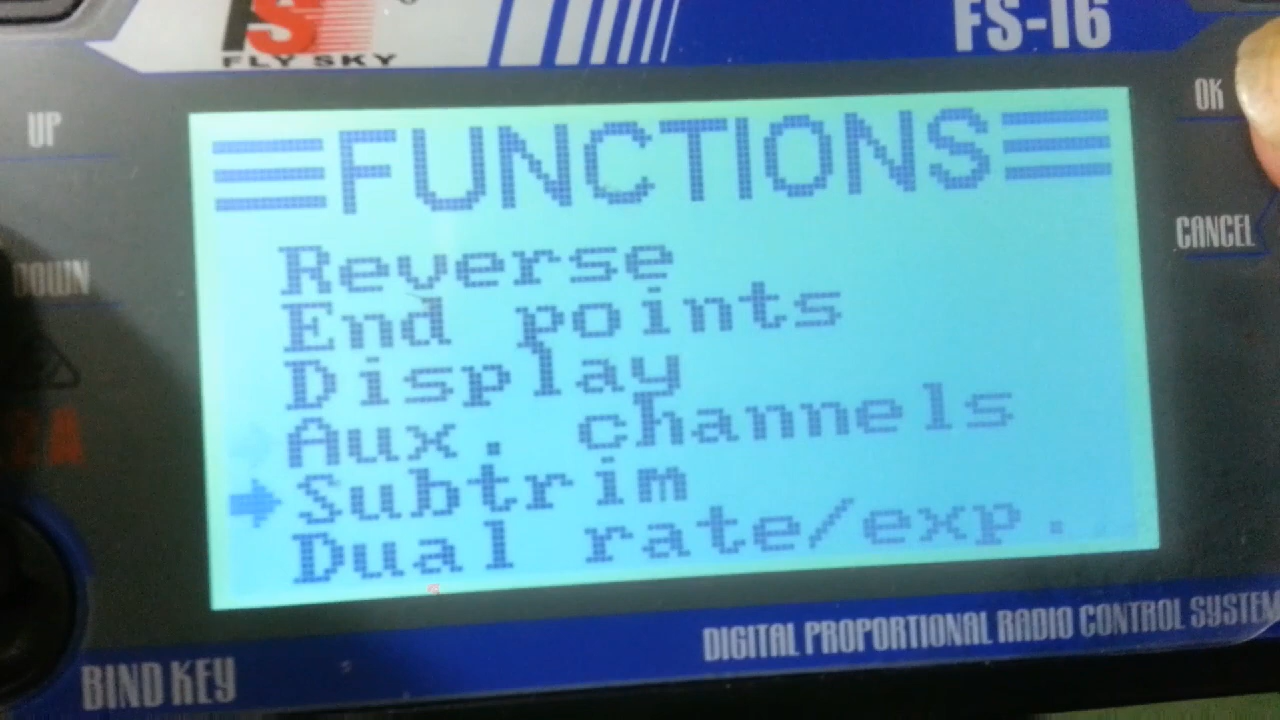 FS
FLY SKY
FS-I6
UP
OK
DOWN
CANCEL
FUNCTIONS
Reverse
End points
Display
Aux. channels
Subtrim
Dual rate/exp.
DIGITAL PROPORTIONAL RADIO CONTROL SYSTEM
BIND KEY